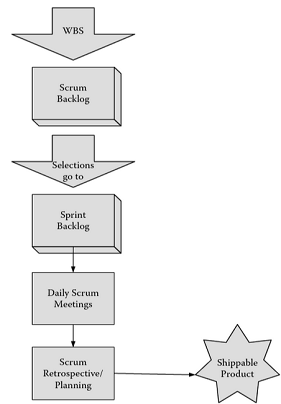 WBS
Scrum
Backlog
Selections
go to
Sprint
Backlog
Daily Scrum
Meetings
Scrum
Retrospective/
Planning
Shippable
Product